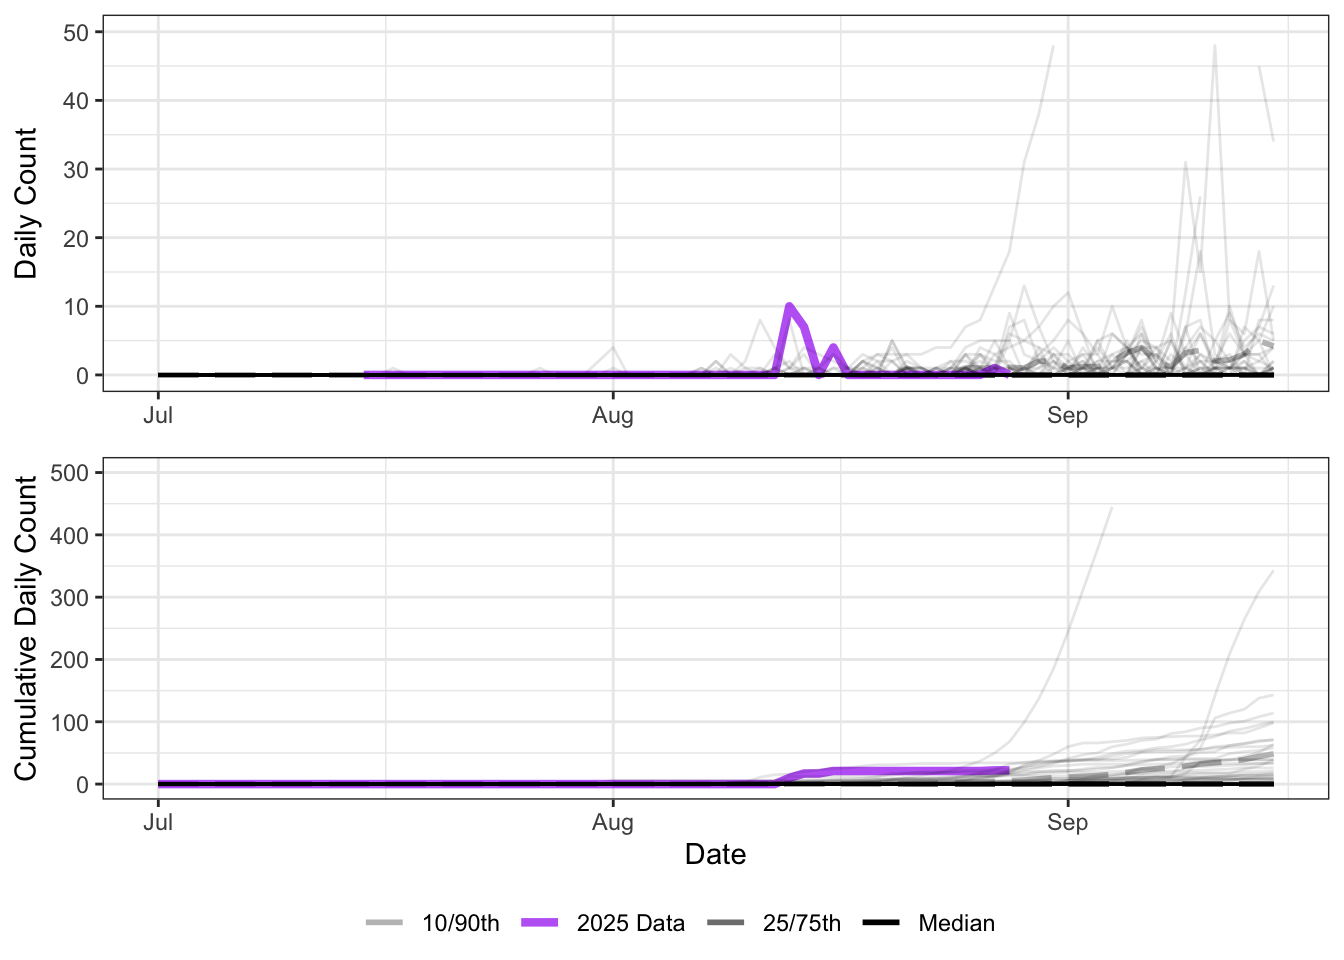 Daily Count
50
40
30
20
10
0
Jul Aug Sep
Cumulative Daily Count
500
400
300
200
100
0
Jul Aug Sep
Date
10/90th 2025 Data 25/75th Median